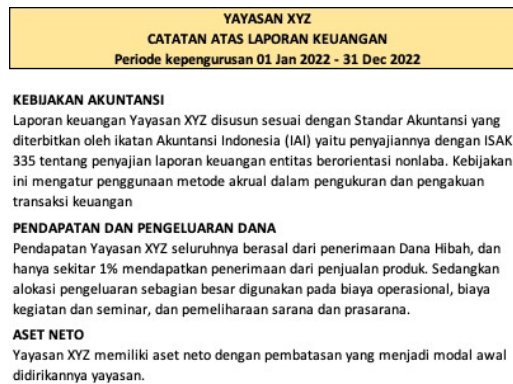 YAYASAN XYZ
CATATAN ATAS LAPORAN KEUANGAN
Periode kepengurusan 01 Jan 2022 - 31 Dec 2022
KEBIJAKAN AKUNTANSI
Laporan keuangan Yayasan XYZ disusun sesuai dengan Standar Akuntansi yang
diterbitkan oleh ikatan Akuntansi Indonesia (IAI) yaitu penyajiannya dengan ISAK
335 tentang penyajian laporan keuangan entitas berorientasi nonlaba. Kebijakan
ini mengatur penggunaan metode akrual dalam pengukuran dan pengakuan
transaksi keuangan
PENDAPATAN DAN PENGELUARAN DANA
Pendapatan Yayasan XYZ seluruhnya berasal dari penerimaan Dana Hibah, dan
hanya sekitar 1% mendapatkan penerimaan dari penjualan produk. Sedangkan
alokasi pengeluaran sebagian besar digunakan pada biaya operasional, biaya
kegiatan dan seminar, dan pemeliharaan sarana dan prasarana.
ASET NETO
Yayasan XYZ memiliki aset neto dengan pembatasan yang menjadi modal awal
didirikannya yayasan.